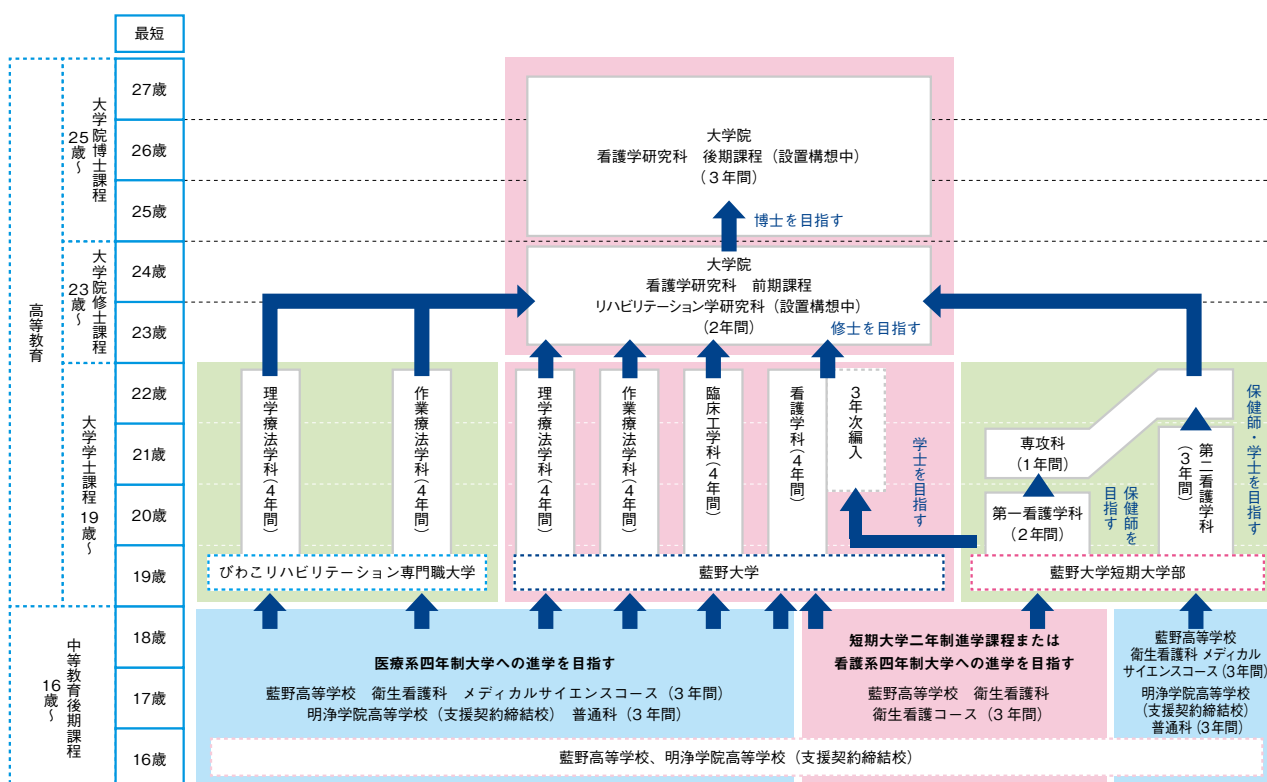 最短
27歳
26歳
25歳
24歳
23歳
22歳
21歳
20歳
19歳
18歳
17歳
16歳
高等教育
大学院博士課程
25歳～
大学院修士課程
23歳～
大学学士課程 19歳～
中等教育後期課程
16歳～
大学院
看護学研究科 後期課程（設置構想中）
（3年間）
博士を目指す
大学院
看護学研究科 前期課程
リハビリテーション学研究科（設置構想中）
（2年間）
修士を目指す
理学療法学科（4年間）
作業療法学科（4年間）
びわこリハビリテーション専門職大学
理学療法学科（4年間）
作業療法学科（4年間）
臨床工学科（4年間）
看護学科（4年間）
3年次編入
学士を目指す
藍野大学
専攻科
（1年間）
第一看護学科
（2年間）
保健師を
目指す
第二看護学科
（3年間）
保健師・学士を目指す
藍野大学短期大学部
医療系四年制大学への進学を目指す
藍野高等学校 衛生看護科 メディカルサイエンスコース（3年間）
明浄学院高等学校（支援契約締結校） 普通科（3年間）
短期大学二年制進学課程または
看護系四年制大学への進学を目指す
藍野高等学校 衛生看護科
衛生看護コース（3年間）
藍野高等学校
衛生看護科 メディカル
サイエンスコース（3年間）
明浄学院高等学校
（支援契約締結校）
普通科（3年間）
藍野高等学校、明浄学院高等学校（支援契約締結校）